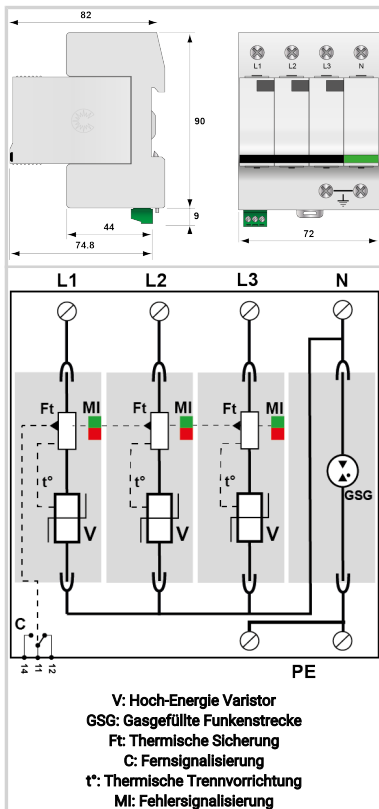 82
L1 L2 L3 N
90
9
44
74.8
72
L1 L2 L3 N
Ft MI Ft MI Ft MI
t° t° t° GSG
V V V
C
14 11 12
PE
V: Hoch-Energie Varistor
GSG: Gasgefüllte Funkenstrecke
Ft: Thermische Sicherung
C: Fernsignalisierung
t°: Thermische Trennvorrichtung
MI: Fehlersignalisierung